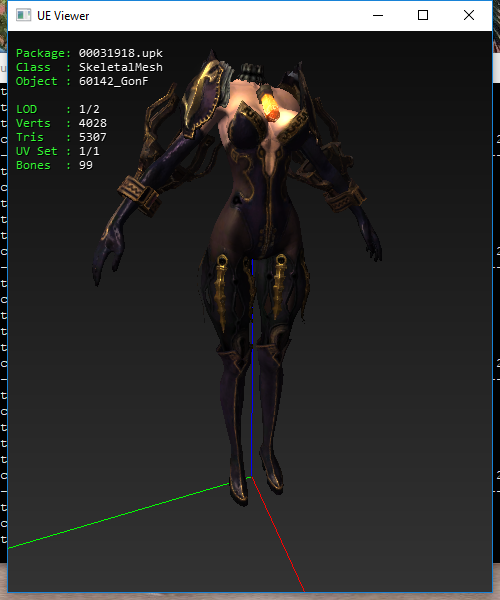 UE Viewer
Package: 00031918.upk
Class : SkeletalMesh
Object : 60142_GonF
LOD : 1/2
Verts : 4028
Tris : 5307
UV Set : 1/1
Bones : 99